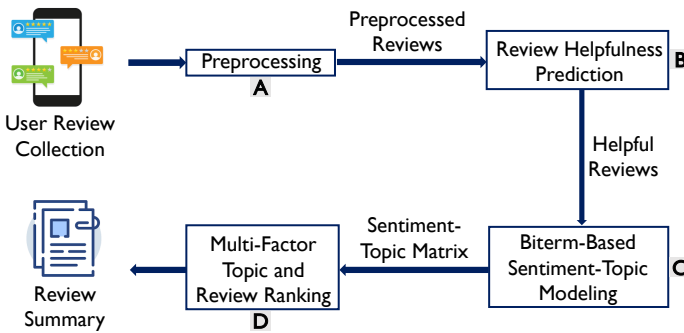 User Review
Collection
Preprocessing
A
Preprocessed
Reviews
Review Helpfulness
Prediction
B
Helpful
Reviews
Biterm-Based
Sentiment-Topic
Modeling
C
Sentiment-
Topic Matrix
Multi-Factor
Topic and
Review Ranking
D
Review
Summary